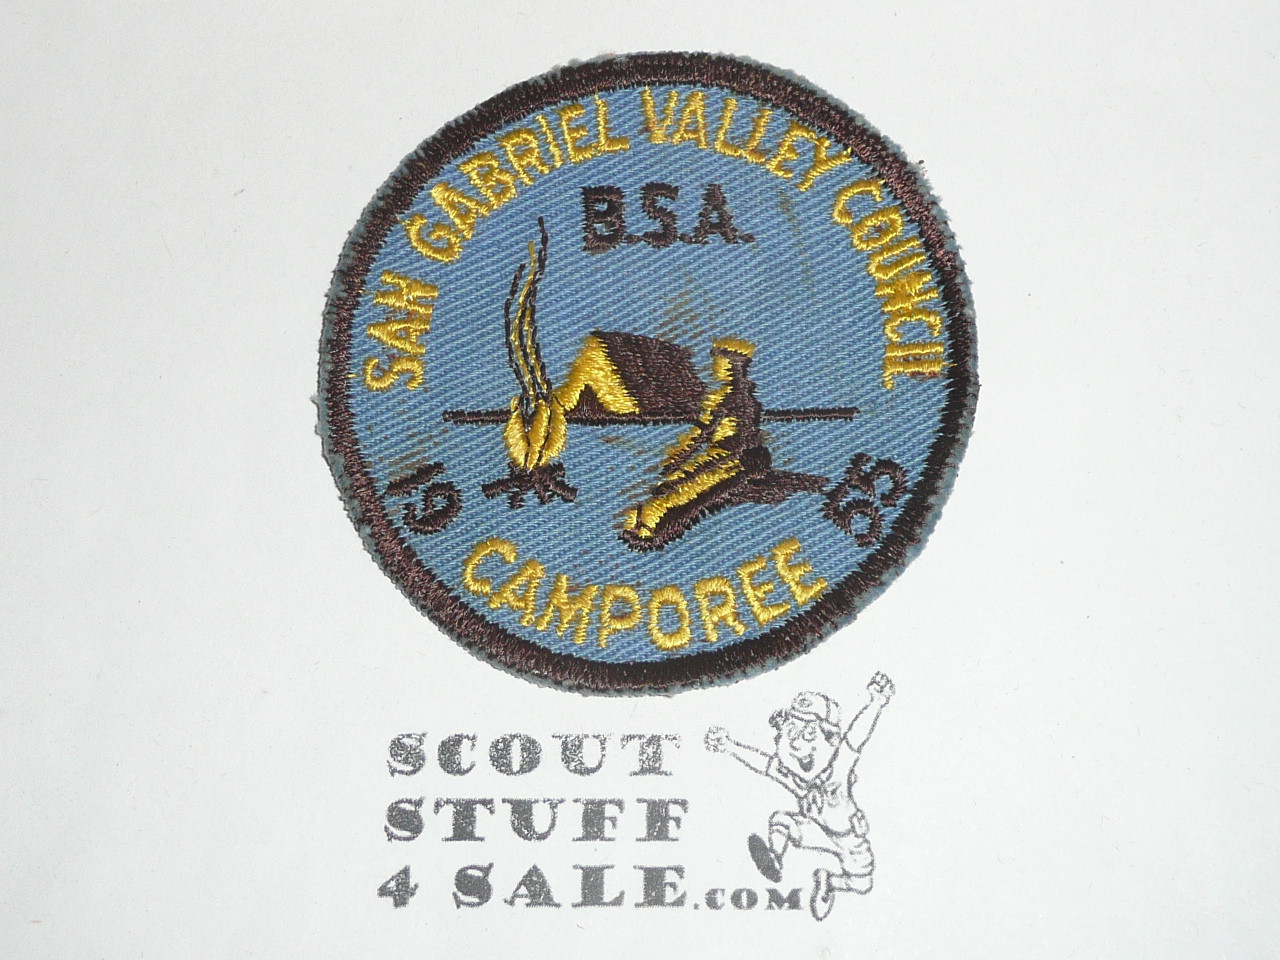 SAN GABRIEL VALLEY COUNCIL
B.S.A.
19 55
CAMPOREE
SCOUT
STUFF
4 SALE.COM